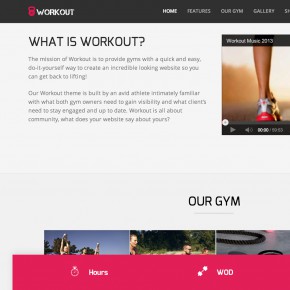 WORKOUT
HOME FEATURES OUR GYM GALLERY
WHAT IS WORKOUT?
The mission of Workout is to provide gyms with a quick and easy,
do-it-yourself way to create an incredible looking website so you
can get back to lifting!
Our Workout theme is built by an avid athlete intimately familiar
with what both gym owners need to gain visibility and what client's
need to stay engaged and up to date. Workout is all about
community, what does your website say about yours?
Workout Music 2013
00:00
OUR GYM
Hours WOD